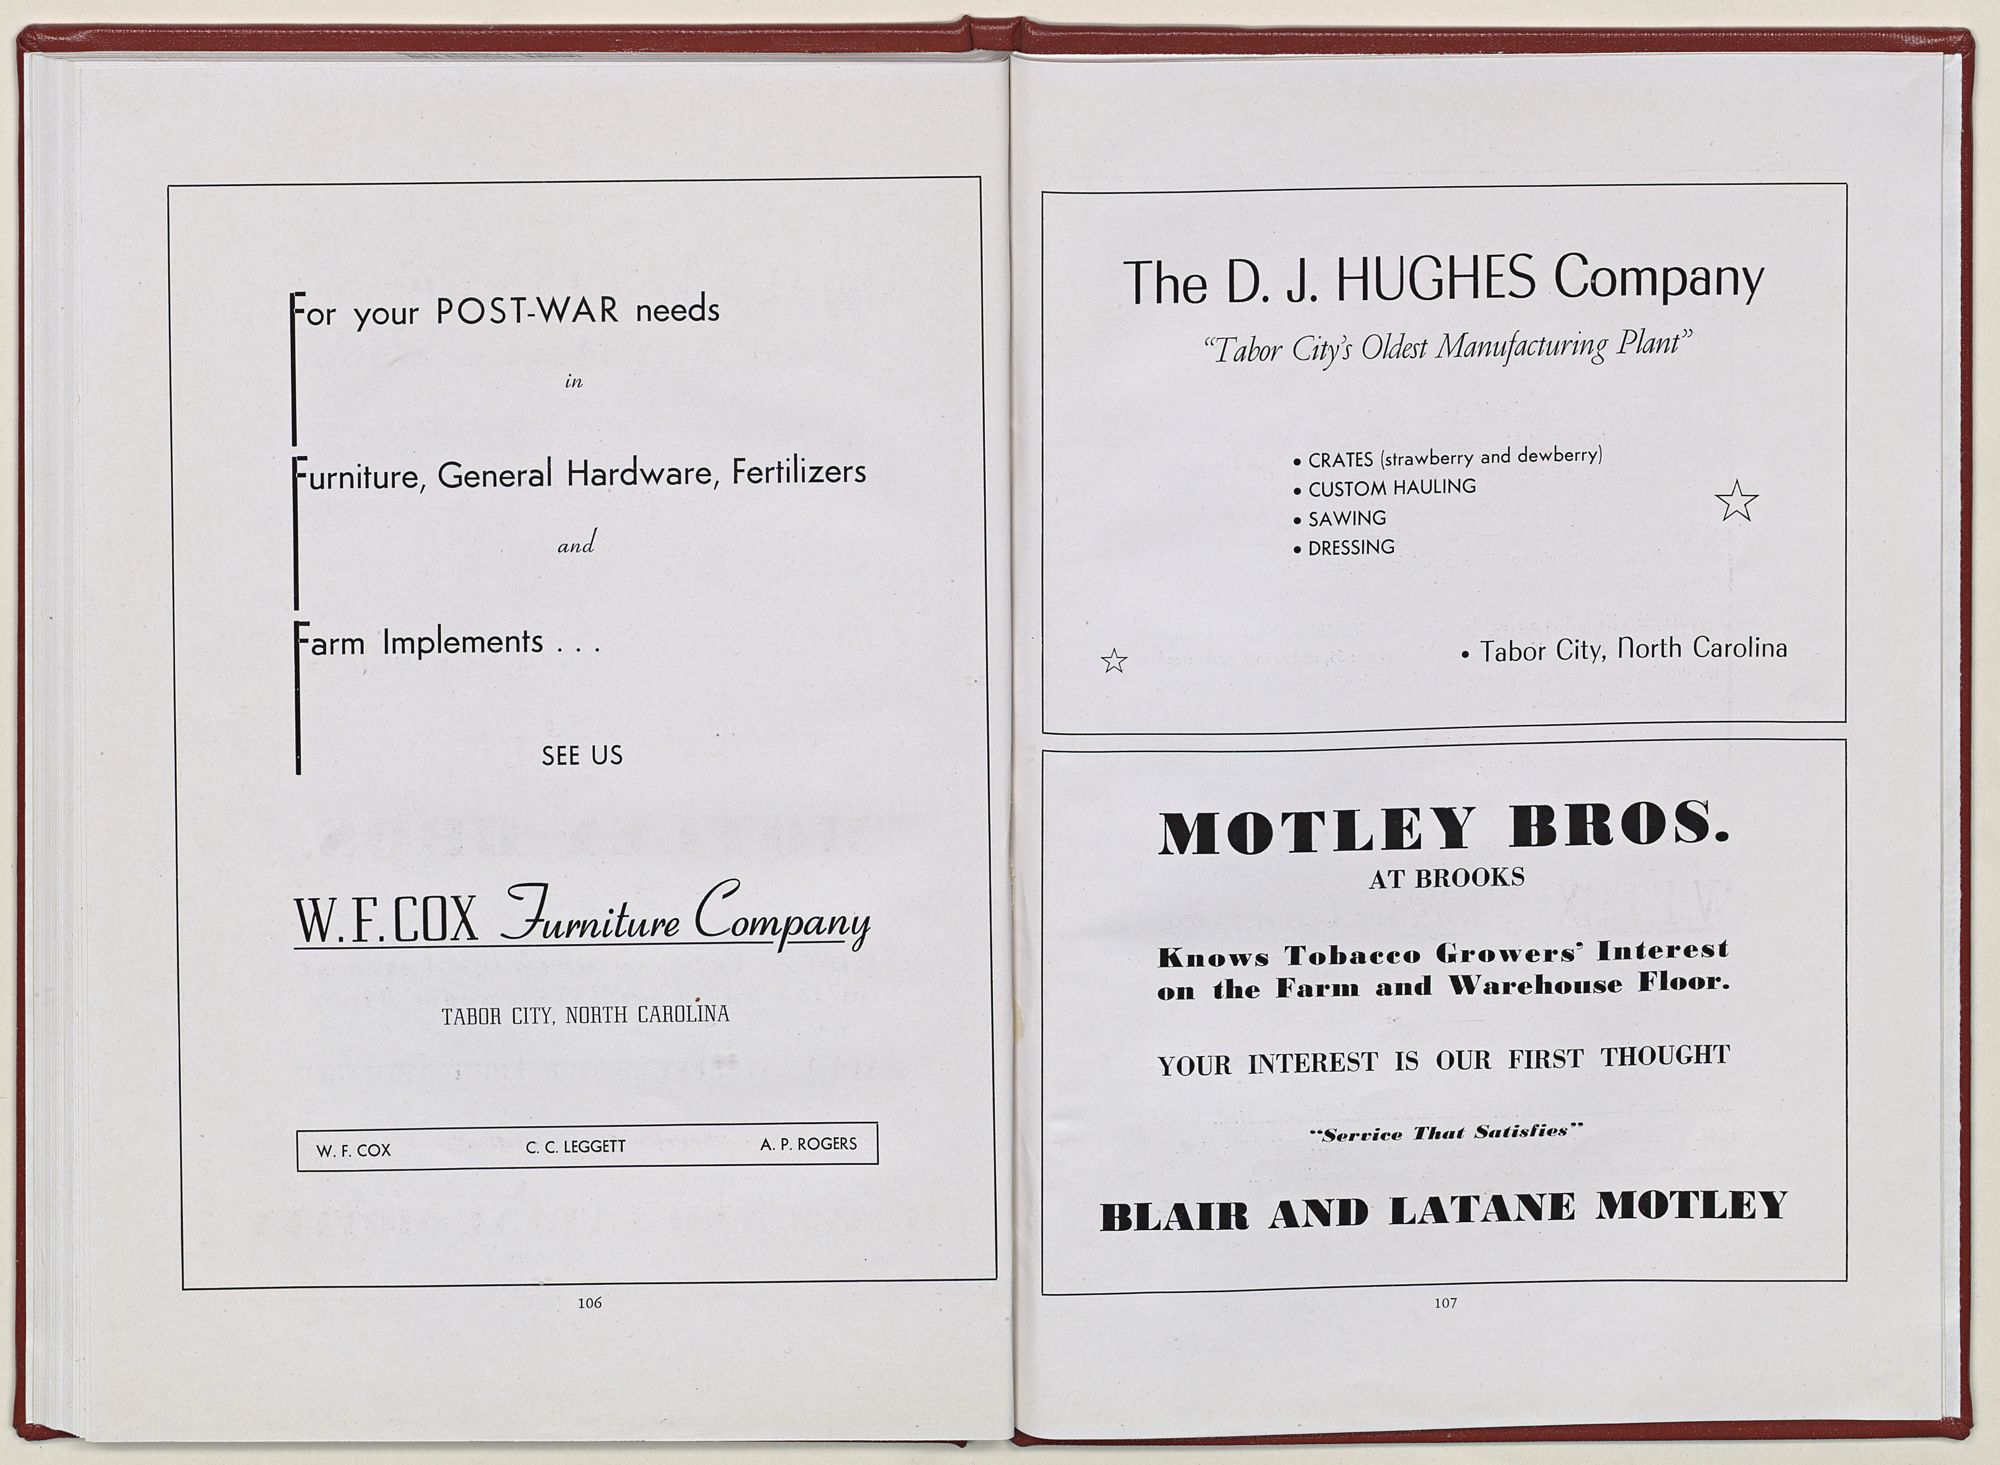 For your POST-WAR needs
in
Furniture, General Hardware, Fertilizers
and
Farm Implements . . .
SEE US
W. F. COX Furniture Company
TABOR CITY, NORTH CAROLINA
W. F. COX C. C. LEGGETT A. P. ROGERS
106
The D. J. HUGHES Company
“Tabor City's Oldest Manufacturing Plant”
• CRATES (strawberry and dewberry)
• CUSTOM HAULING
• SAWING
• DRESSING
• Tabor City, North Carolina
MOTLEY BROS.
AT BROOKS
Knows Tobacco Growers' Interest
on the Farm and Warehouse Floor.
YOUR INTEREST IS OUR FIRST THOUGHT
“Service That Satisfies”
BLAIR AND LATANE MOTLEY
107